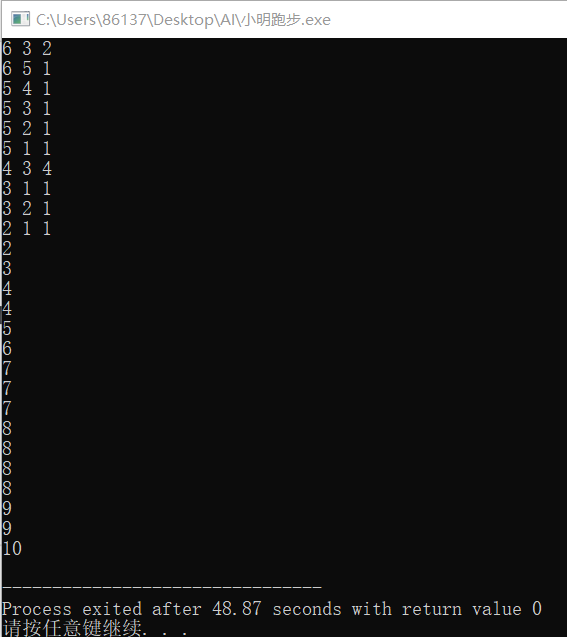 C:\Users\86137\Desktop\AI\小明跑步.exe
6 3 2
6 5 1
5 4 1
5 3 1
5 2 1
5 1 1
4 3 4
3 1 1
3 2 1
2 1 1
2
3
4
4
5
6
7
7
7
8
8
8
8
9
9
10
--------------------------------
Process exited after 48.87 seconds with return value 0
请按任意键继续. . .